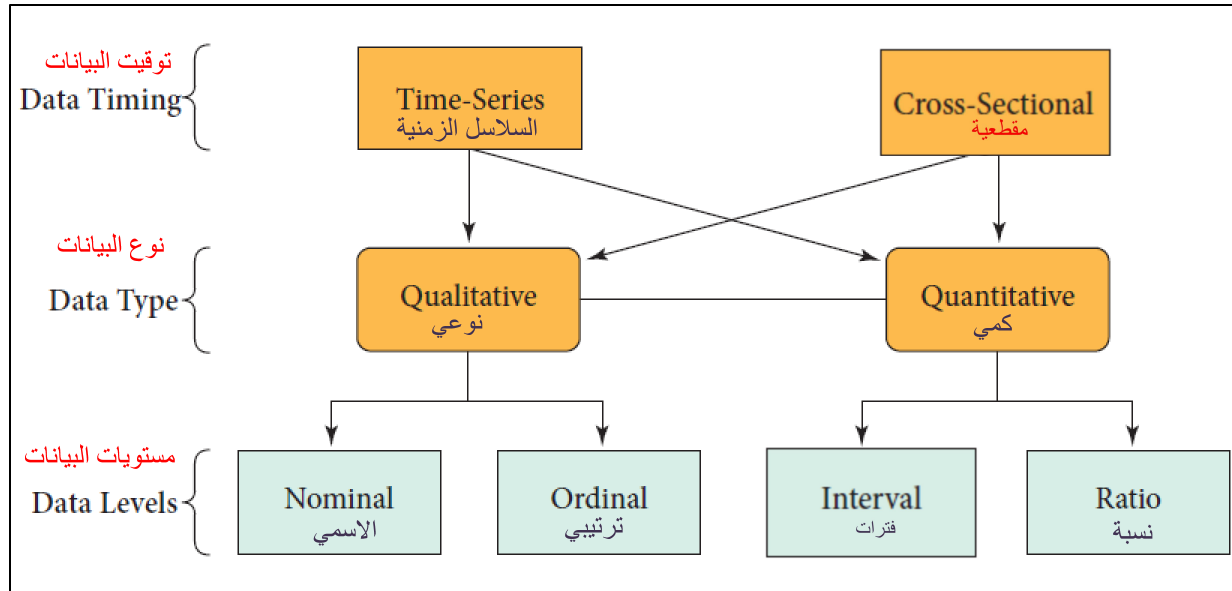 توقيت البيانات
Data Timing
Time-Series
السلاسل الزمنية
Cross-Sectional
مقطعية
نوع البيانات
Data Type
Qualitative
نوعي
Quantitative
كمي
مستويات البيانات
Data Levels
Nominal
الاسمي
Ordinal
ترتيبي
Interval
فترات
Ratio
نسبة